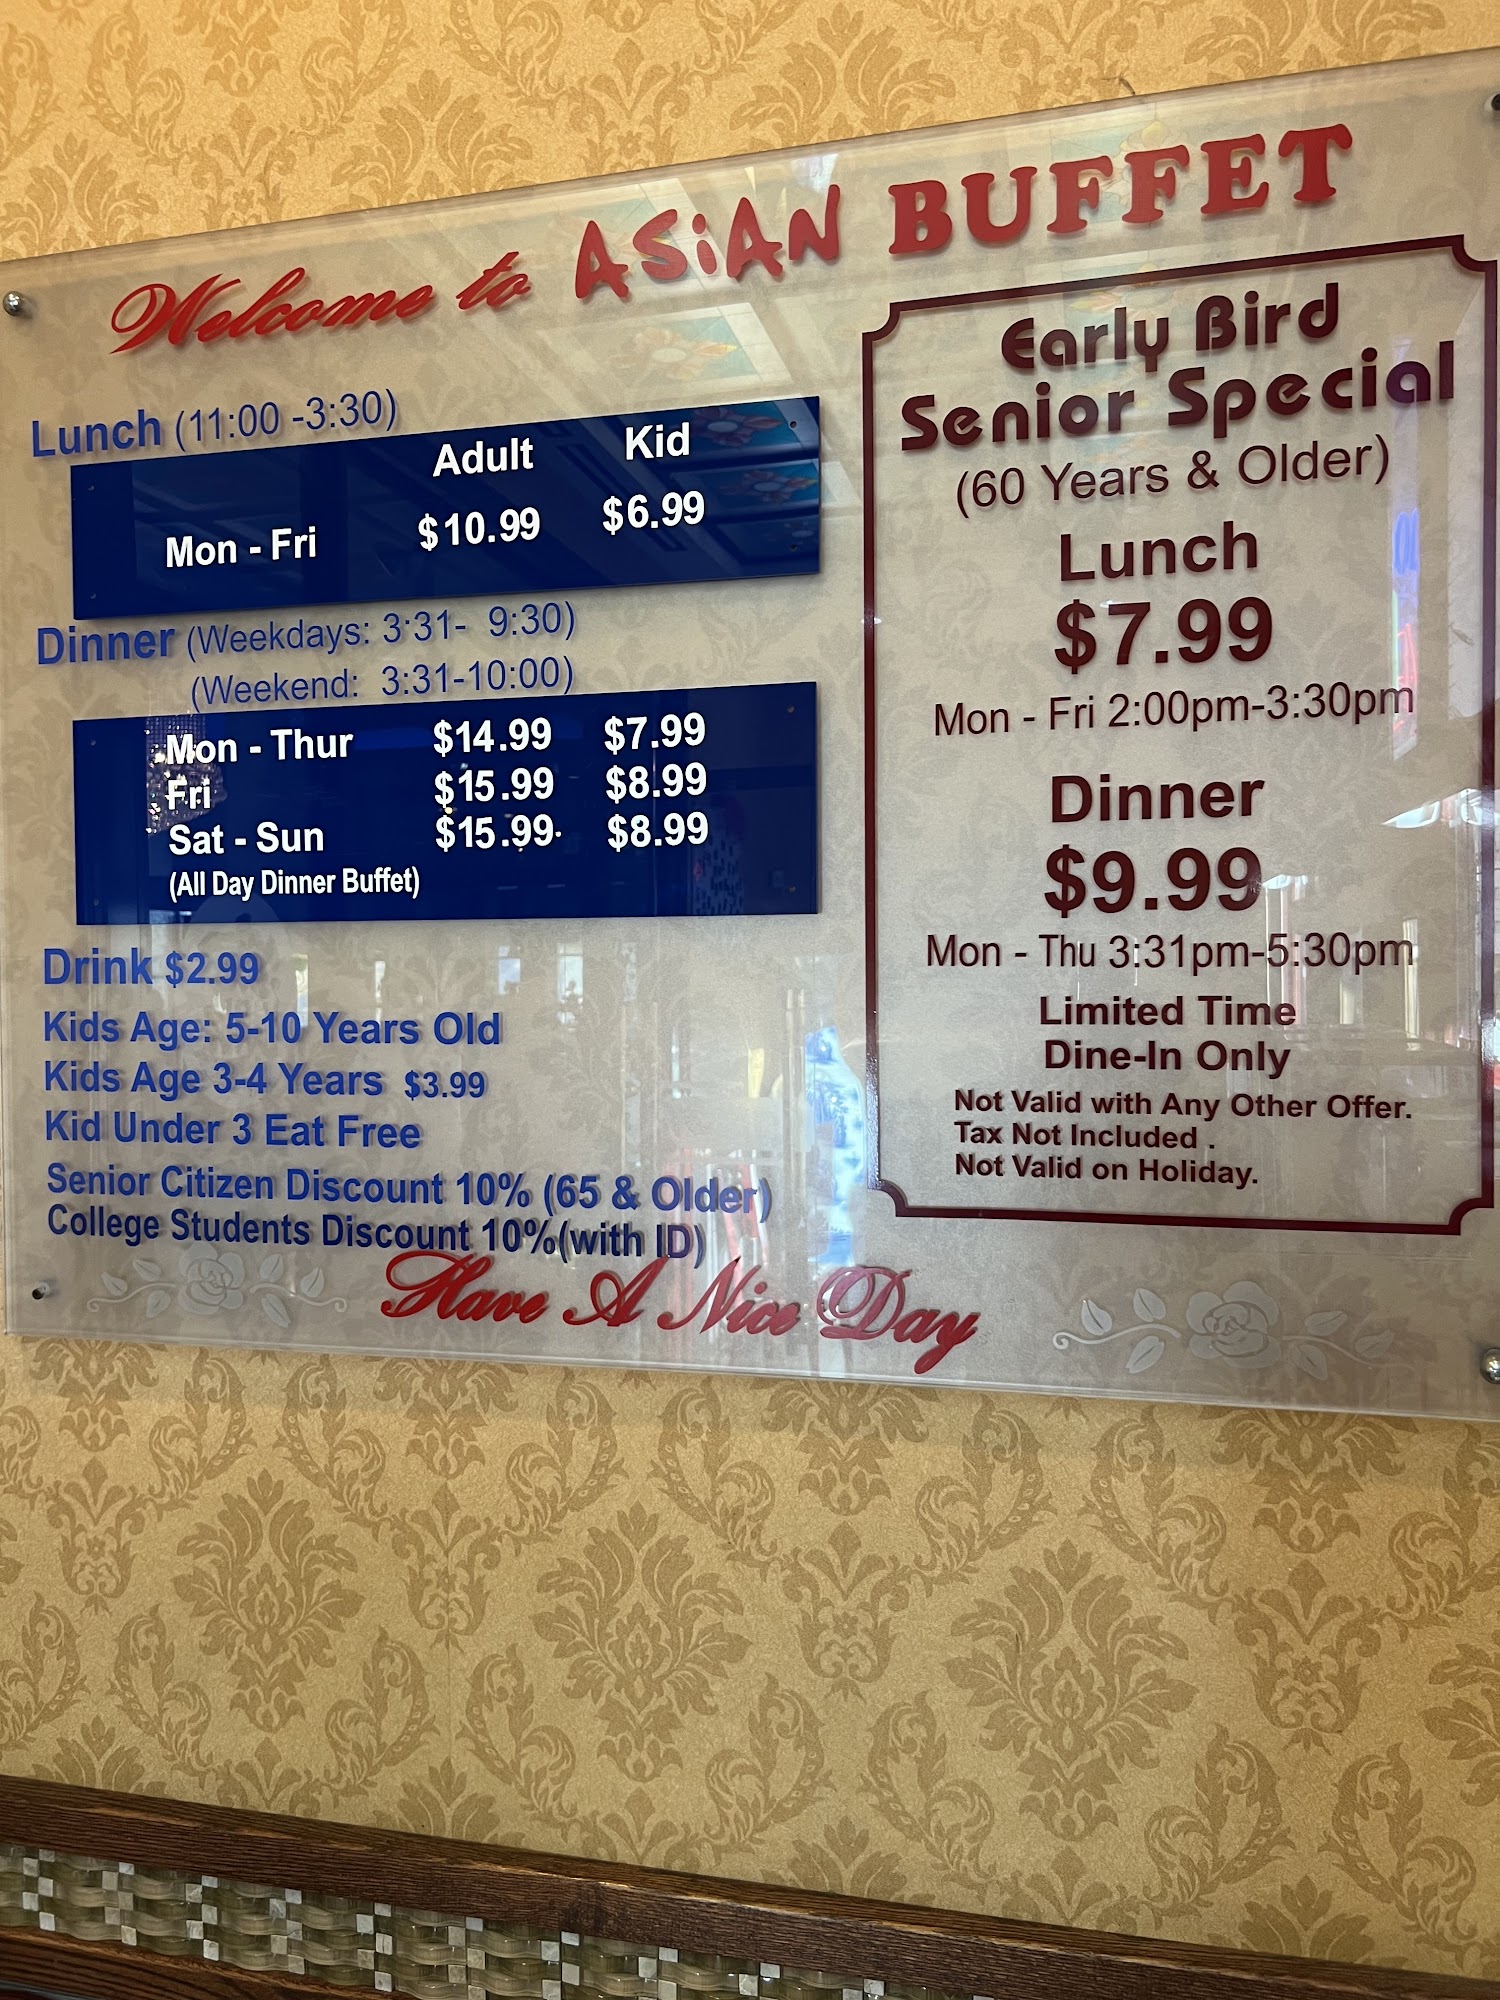 Welcome to ASiAN BUFFET
Lunch (11:00 -3:30)
Adult Kid
Mon - Fri $10.99 $6.99
Dinner (Weekdays: 3:31- 9:30)
(Weekend: 3:31-10:00)
Mon - Thur $14.99 $7.99
Fri $15.99 $8.99
Sat - Sun $15.99 $8.99
(All Day Dinner Buffet)
Drink $2.99
Kids Age: 5-10 Years Old
Kids Age 3-4 Years $3.99
Kid Under 3 Eat Free
Senior Citizen Discount 10% (65 & Older)
College Students Discount 10%(with ID)
Early Bird
Senior Special
(60 Years & Older)
Lunch
$7.99
Mon - Fri 2:00pm-3:30pm
Dinner
$9.99
Mon - Thu 3:31pm-5:30pm
Limited Time
Dine-In Only
Not Valid with Any Other Offer.
Tax Not Included .
Not Valid on Holiday.
Have A Nice Day